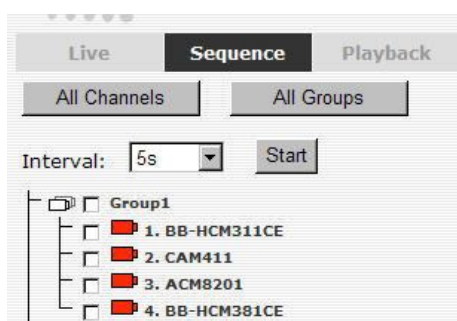 Live Sequence Playback
All Channels All Groups
Interval: 5s Start
Group1
1. BB-HCM311CE
2. CAM411
3. ACM8201
4. BB-HCM381CE